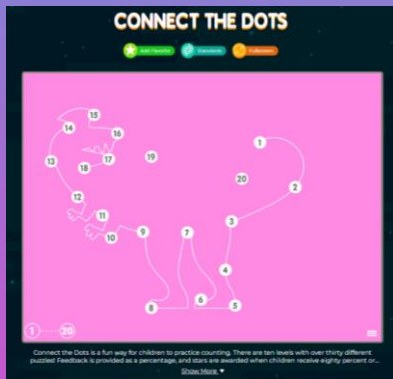 CONNECT THE DOTS
Add Favorite Standards Fullscreen
15
14 16
1
13 17 19
18
20 2
12
11 3
10 9 7
4
6
8 5
1 20
Connect the Dots is a fun way for children to practice counting. There are ten levels with over thirty different
puzzles! Feedback is provided as a percentage, and stars are awarded when children receive eighty percent or...
Show More ▼